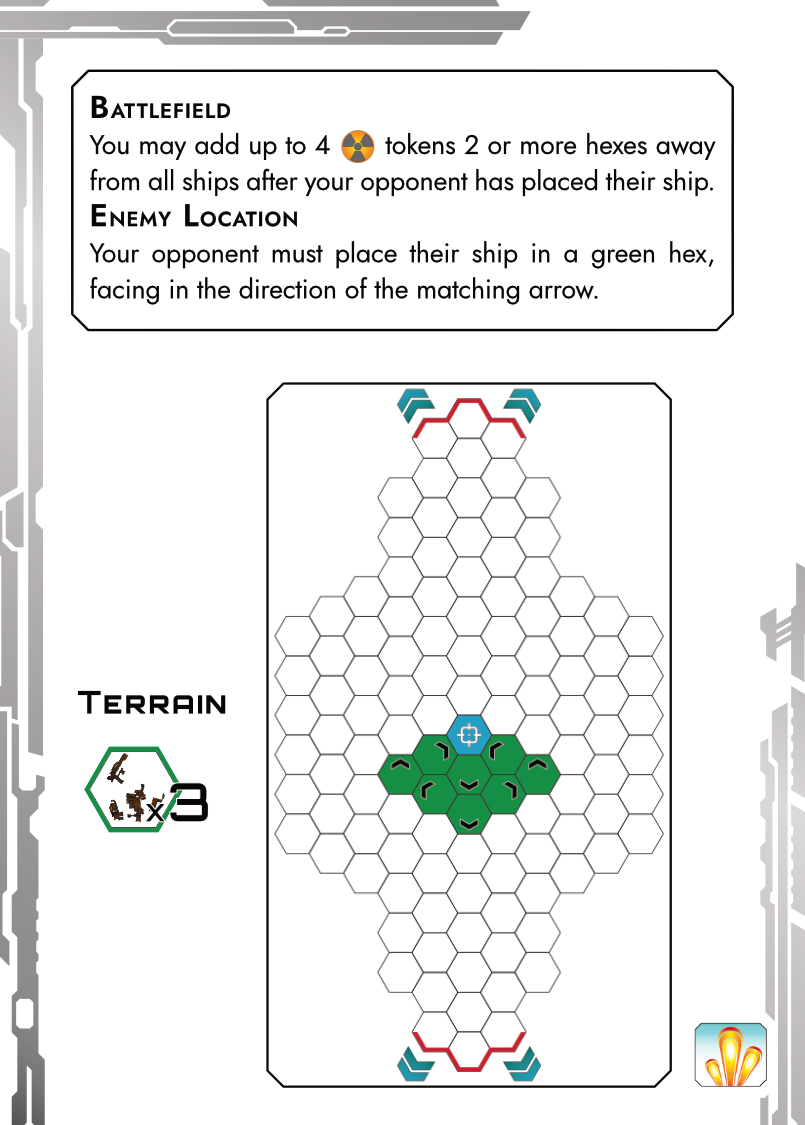 Battlefield
You may add up to 4 tokens 2 or more hexes away
from all ships after your opponent has placed their ship.
Enemy Location
Your opponent must place their ship in a green hex,
facing in the direction of the matching arrow.
Terrain
x3